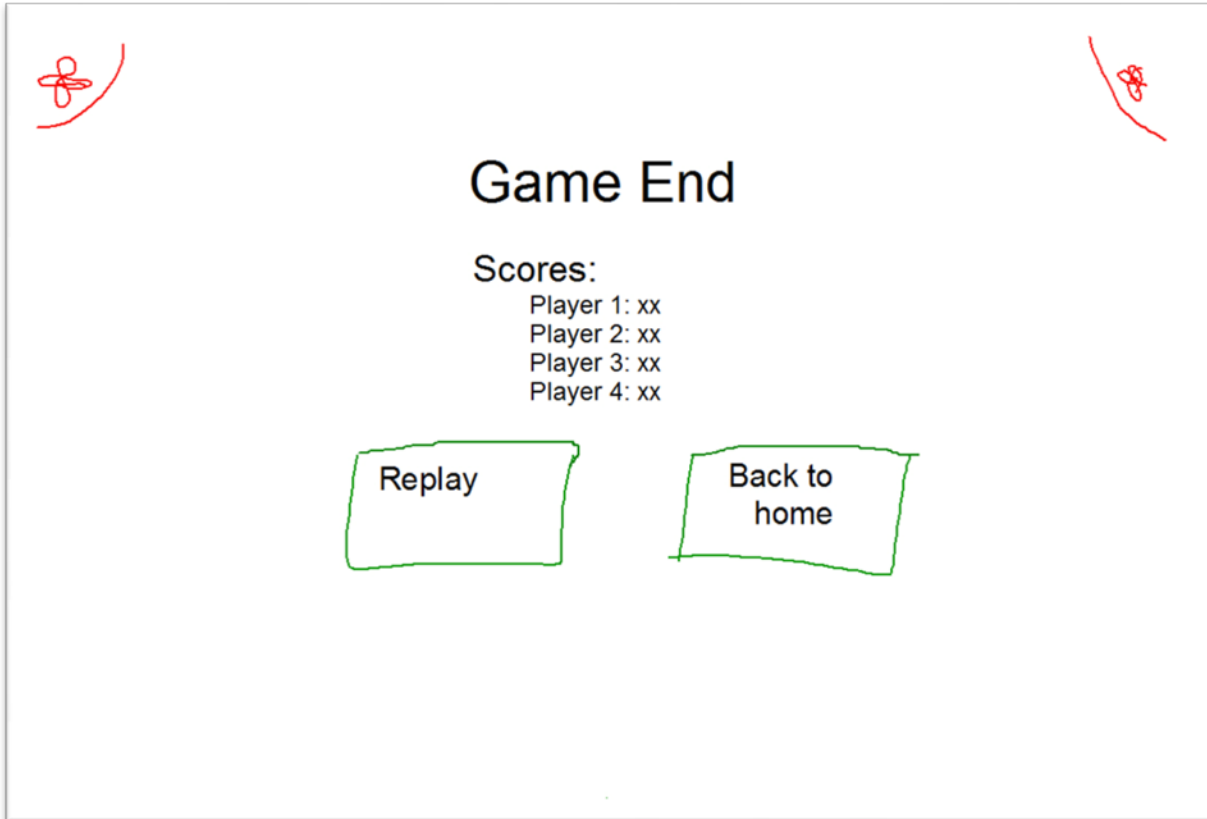 Game End
Scores:
Player 1: xx
Player 2: xx
Player 3: xx
Player 4: xx
Replay
Back to
home